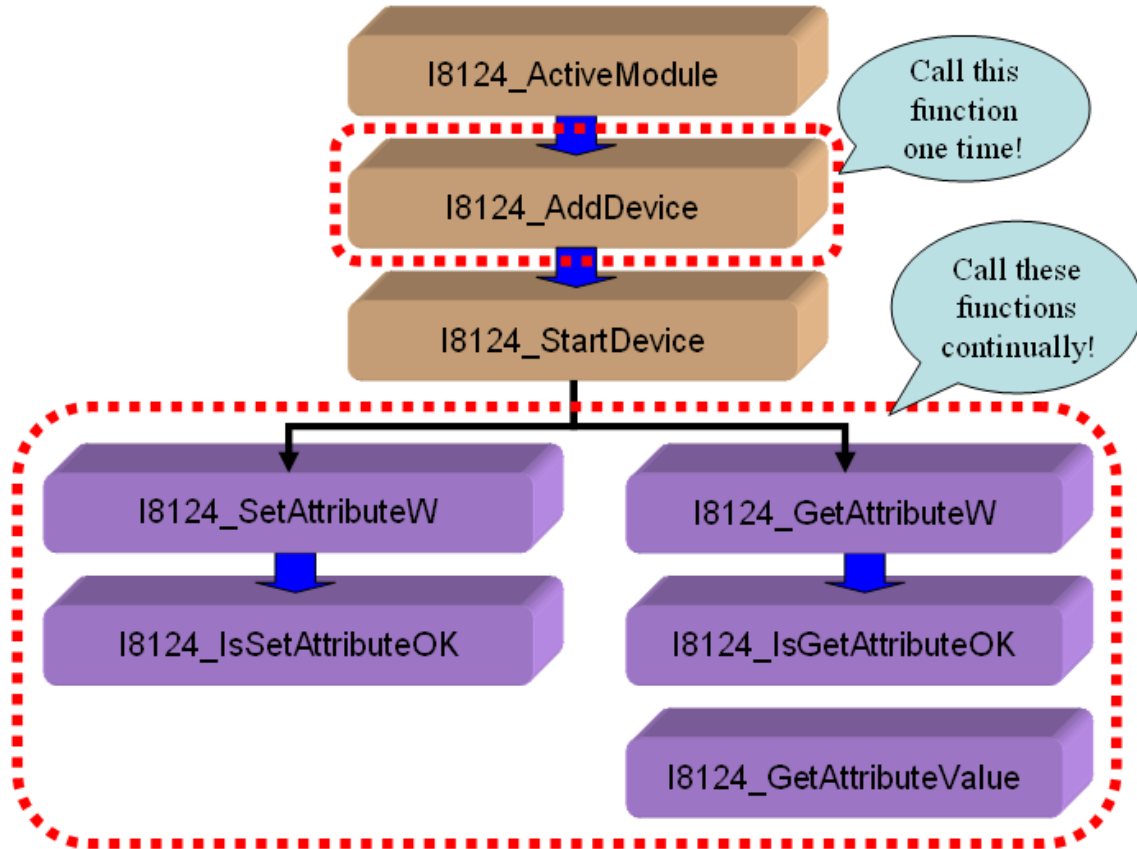 I8124_ActiveModule
Call this
function
one time!
I8124_AddDevice
Call these
functions
continually!
I8124_StartDevice
I8124_SetAttributeW
I8124_GetAttributeW
I8124_IsSetAttributeOK
I8124_IsGetAttributeOK
I8124_GetAttributeValue